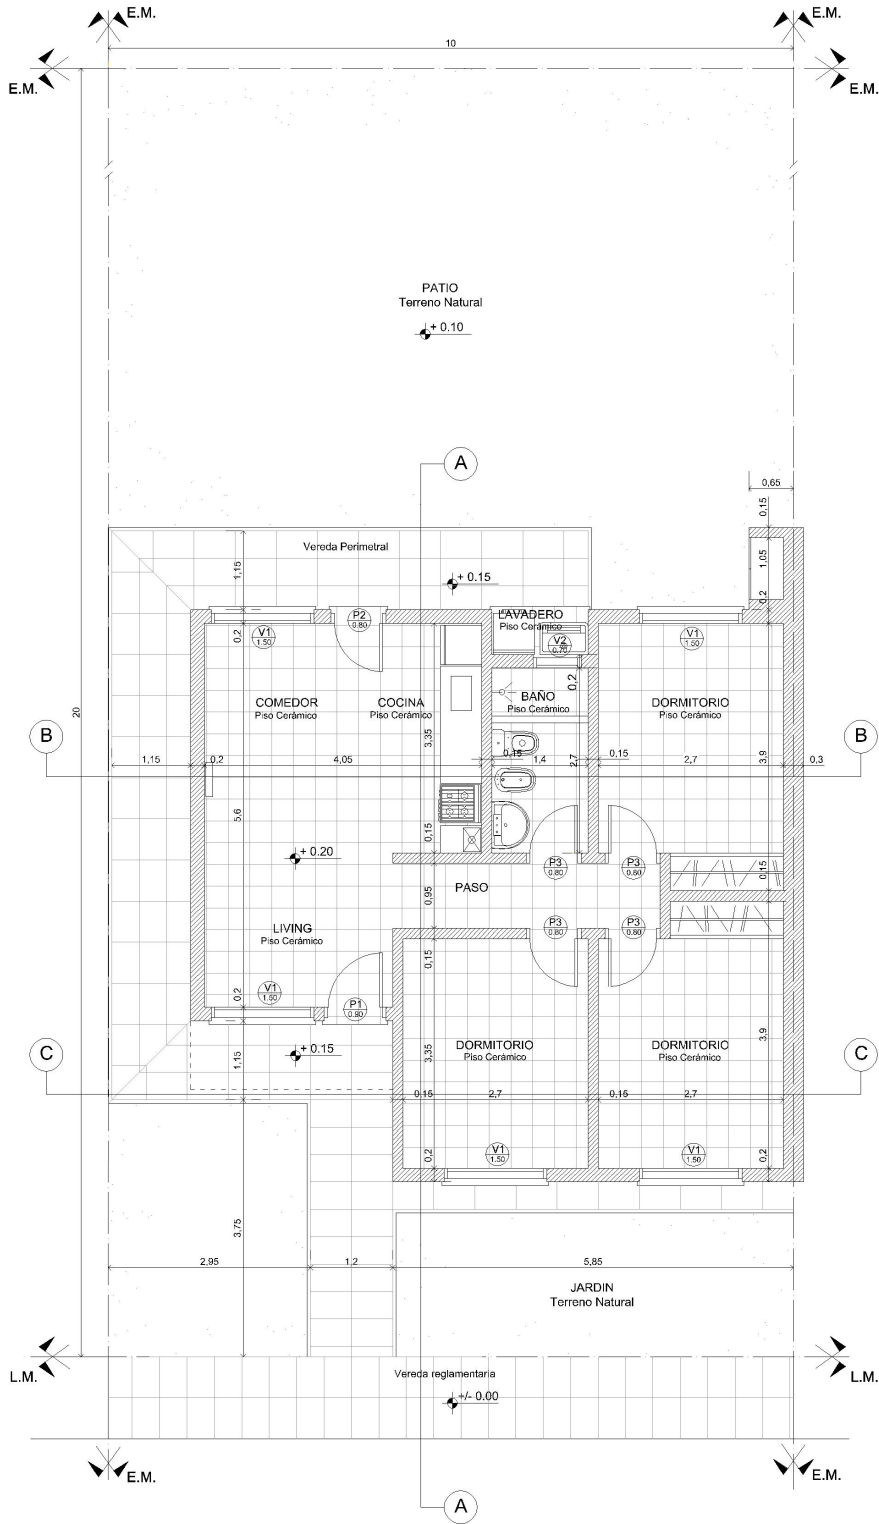 E.M.
E.M.
10
E.M.
E.M.
PATIO
Terreno Natural
+ 0.10
A
0,65
0,15
Vereda Perimetral
1,15
+ 0.15
1,05
0,2
P2
0.80
LAVADERO
Piso Cerámico
V1
1.50
0,2
V2
0.70
V1
1.50
0,2
COMEDOR
Piso Cerámico
COCINA
Piso Cerámico
BAÑO
Piso Cerámico
DORMITORIO
Piso Cerámico
20
B
B
3,35
1,15
0,2
4,05
0,15
1,4
2,7
0,15
2,7
3,9
0,3
5,6
0,15
+ 0.20
P3
0.80
P3
0.80
0,15
PASO
0,95
LIVING
Piso Cerámico
P3
0.80
P3
0.80
0,15
V1
1.50
0,2
P1
0.90
+ 0.15
1,15
C
C
DORMITORIO
Piso Cerámico
DORMITORIO
Piso Cerámico
3,35
3,9
0,15
2,7
0,15
2,7
V1
1.50
V1
1.50
0,2
0,2
3,75
2,95
1,2
5,85
JARDIN
Terreno Natural
L.M.
L.M.
Vereda reglamentaria
+/- 0.00
E.M.
E.M.
A